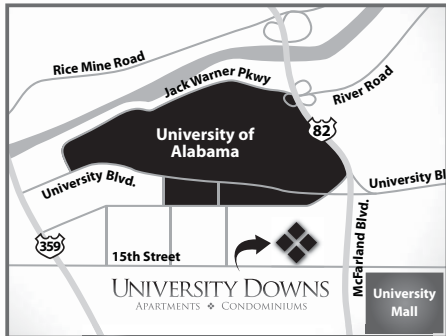 Rice Mine Road
Jack Warner Pkwy
River Road
82
University of
Alabama
University Blvd.
University Bl
359
15th Street
McFarland Blvd.
UNIVERSITY DOWNS
APARTMENTS ❖ CONDOMINIUMS
University
Mall